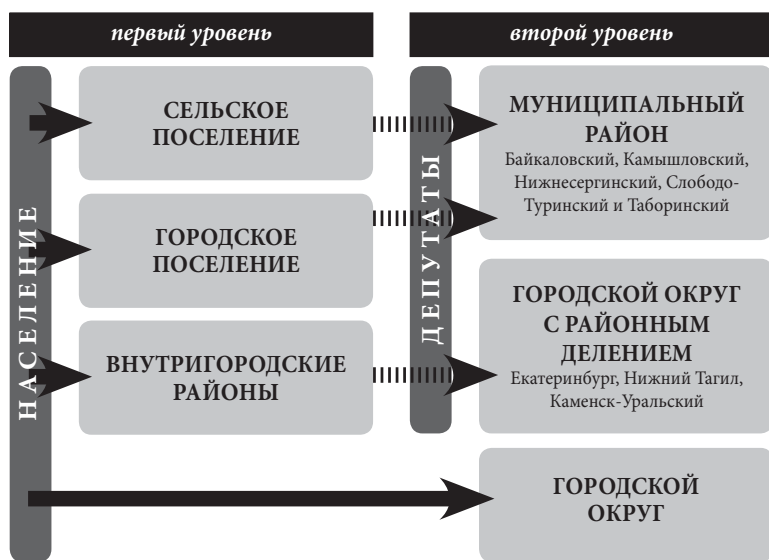 первый уровень
второй уровень
НАСЕЛЕНИЕ
СЕЛЬСКОЕ
ПОСЕЛЕНИЕ
ГОРОДСКОЕ
ПОСЕЛЕНИЕ
ВНУТРИГОРОДСКИЕ
РАЙОНЫ
ДЕПУТАТЫ
МУНИЦИПАЛЬНЫЙ
РАЙОН
Байкаловский, Камышловский,
Нижнесергинский, Слободо-
Туринский и Таборинский
ГОРОДСКОЙ ОКРУГ
С РАЙОННЫМ
ДЕЛЕНИЕМ
Екатеринбург, Нижний Тагил,
Каменск-Уральский
ГОРОДСКОЙ
ОКРУГ